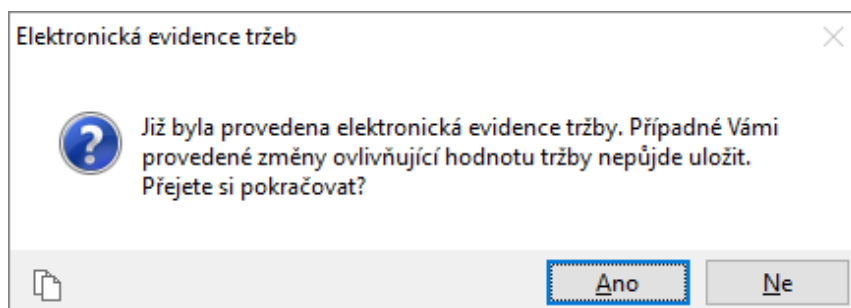 Elektronická evidence tržeb
Již byla provedena elektronická evidence tržby. Případné Vámi
provedené změny ovlivňující hodnotu tržby nepůjde uložit.
Přejete si pokračovat?
Ano
Ne